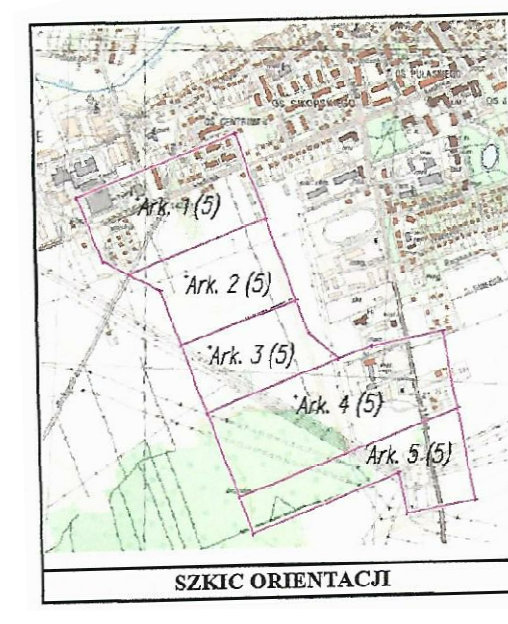 OS PUŁASKIEGO
OS SIKORSKIEGO
OS CENTRUM
OS J
E
Ark. 1 (5)
Ark. 2 (5)
Ark. 3 (5)
Ark. 4 (5)
Ark. 5 (5)
SZKIC ORIENTACJI